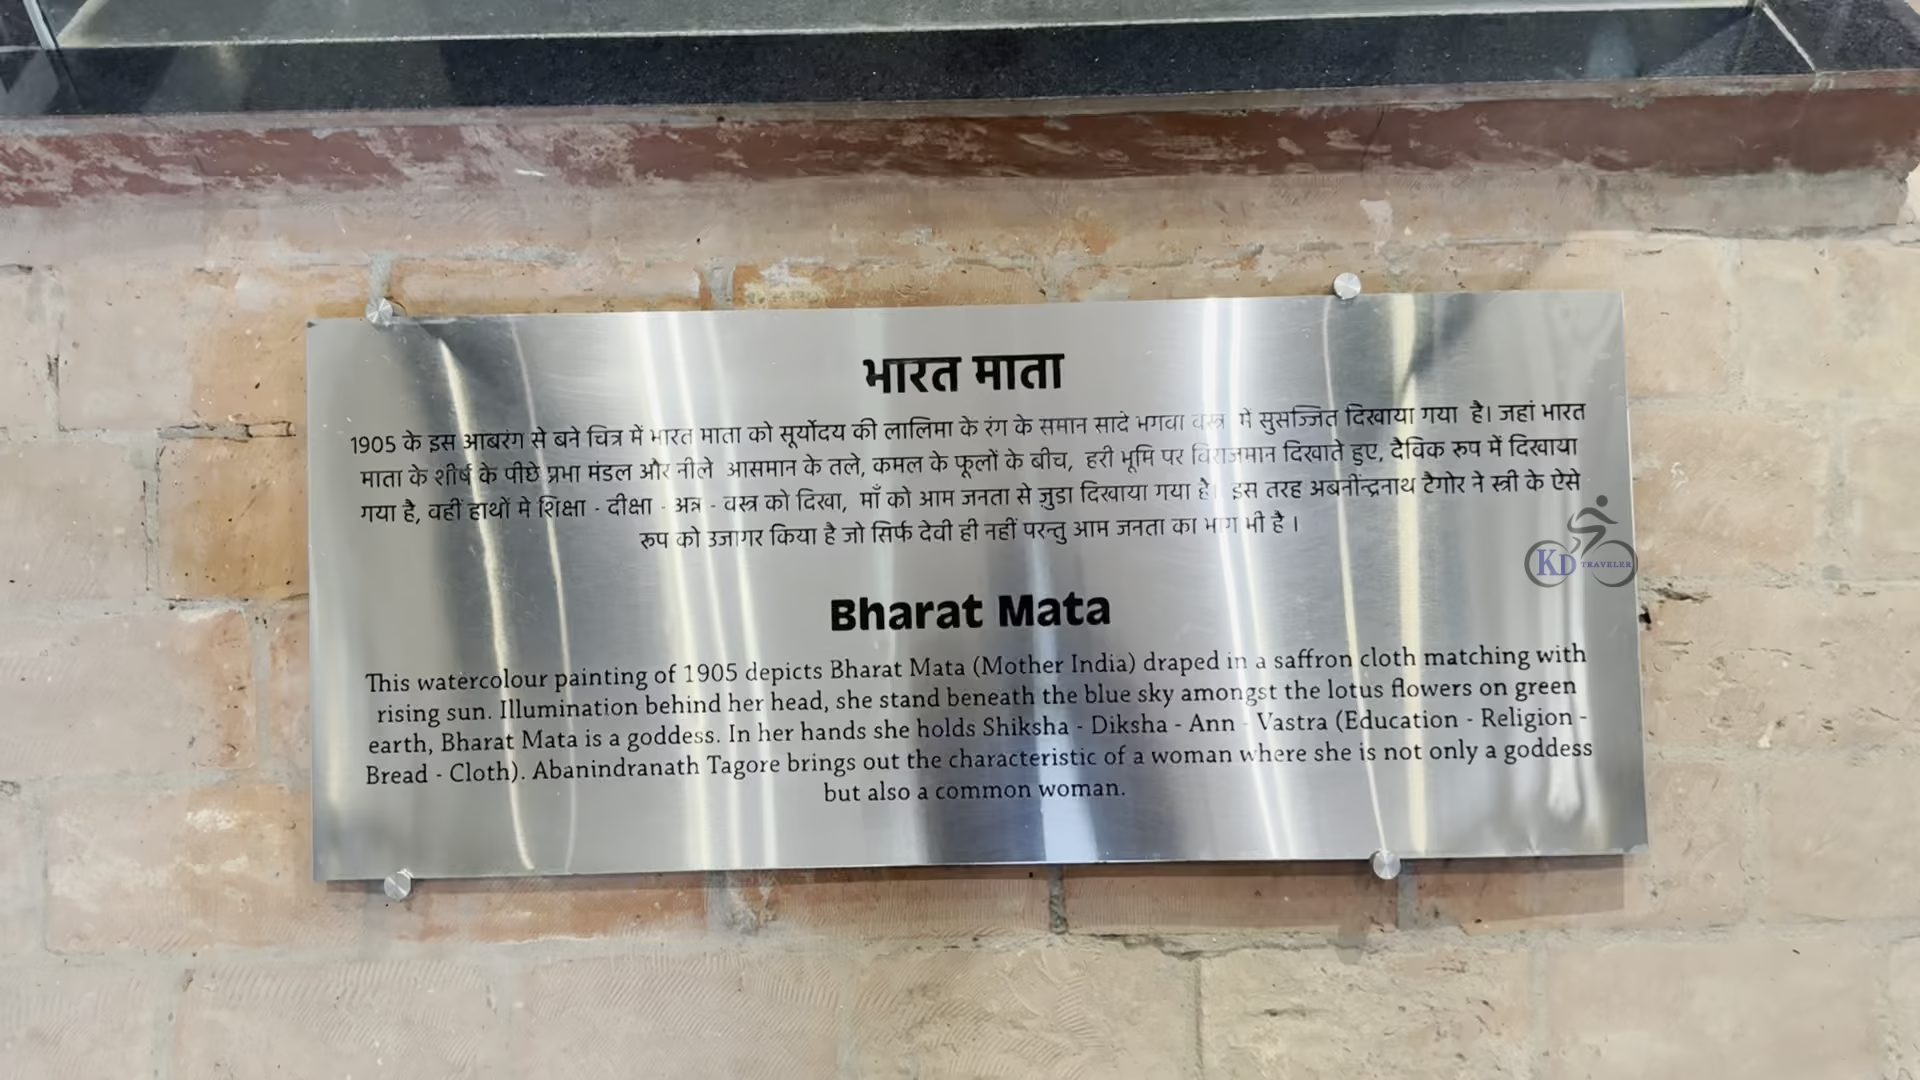 भारत माता
1905 के इस आबरंग से बने चित्र में भारत माता को सूर्योदय की लालिमा के रंग के समान सादे भगवा वस्त्र में सुसज्जित दिखाया गया है। जहां भारत
माता के शीर्ष के पीछे प्रभा मंडल और नीले आसमान के तले, कमल के फूलों के बीच, हरी भूमि पर विराजमान दिखाते हुए, दैविक रूप में दिखाया
गया है, वहीं हाथों मे शिक्षा - दीक्षा - अन्न - वस्त्र को दिखा, माँ को आम जनता से जुडा दिखाया गया है। इस तरह अबनींन्द्रनाथ टैगोर ने स्त्री के ऐसे
रूप को उजागर किया है जो सिर्फ देवी ही नहीं परन्तु आम जनता का भाग भी है ।
Bharat Mata
This watercolour painting of 1905 depicts Bharat Mata (Mother India) draped in a saffron cloth matching with
rising sun. Illumination behind her head, she stand beneath the blue sky amongst the lotus flowers on green
earth, Bharat Mata is a goddess. In her hands she holds Shiksha - Diksha - Ann - Vastra (Education - Religion -
Bread - Cloth). Abanindranath Tagore brings out the characteristic of a woman where she is not only a goddess
but also a common woman.
KD TRAVELER